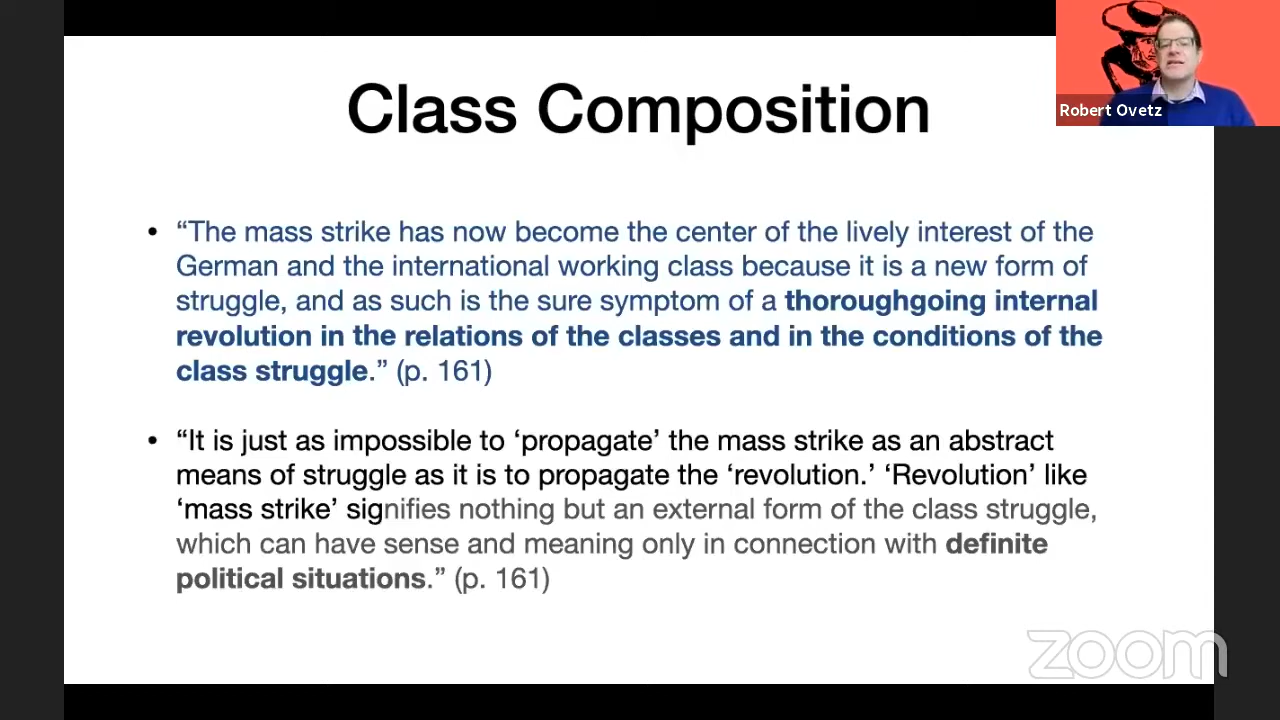 Class Composition
Robert Ovetz
• “The mass strike has now become the center of the lively interest of the
German and the international working class because it is a new form of
struggle, and as such is the sure symptom of a thoroughgoing internal
revolution in the relations of the classes and in the conditions of the
class struggle.” (p. 161)
• “It is just as impossible to ‘propagate’ the mass strike as an abstract
means of struggle as it is to propagate the ‘revolution.’ ‘Revolution’ like
‘mass strike’ signifies nothing but an external form of the class struggle,
which can have sense and meaning only in connection with definite
political situations.” (p. 161)
zoom